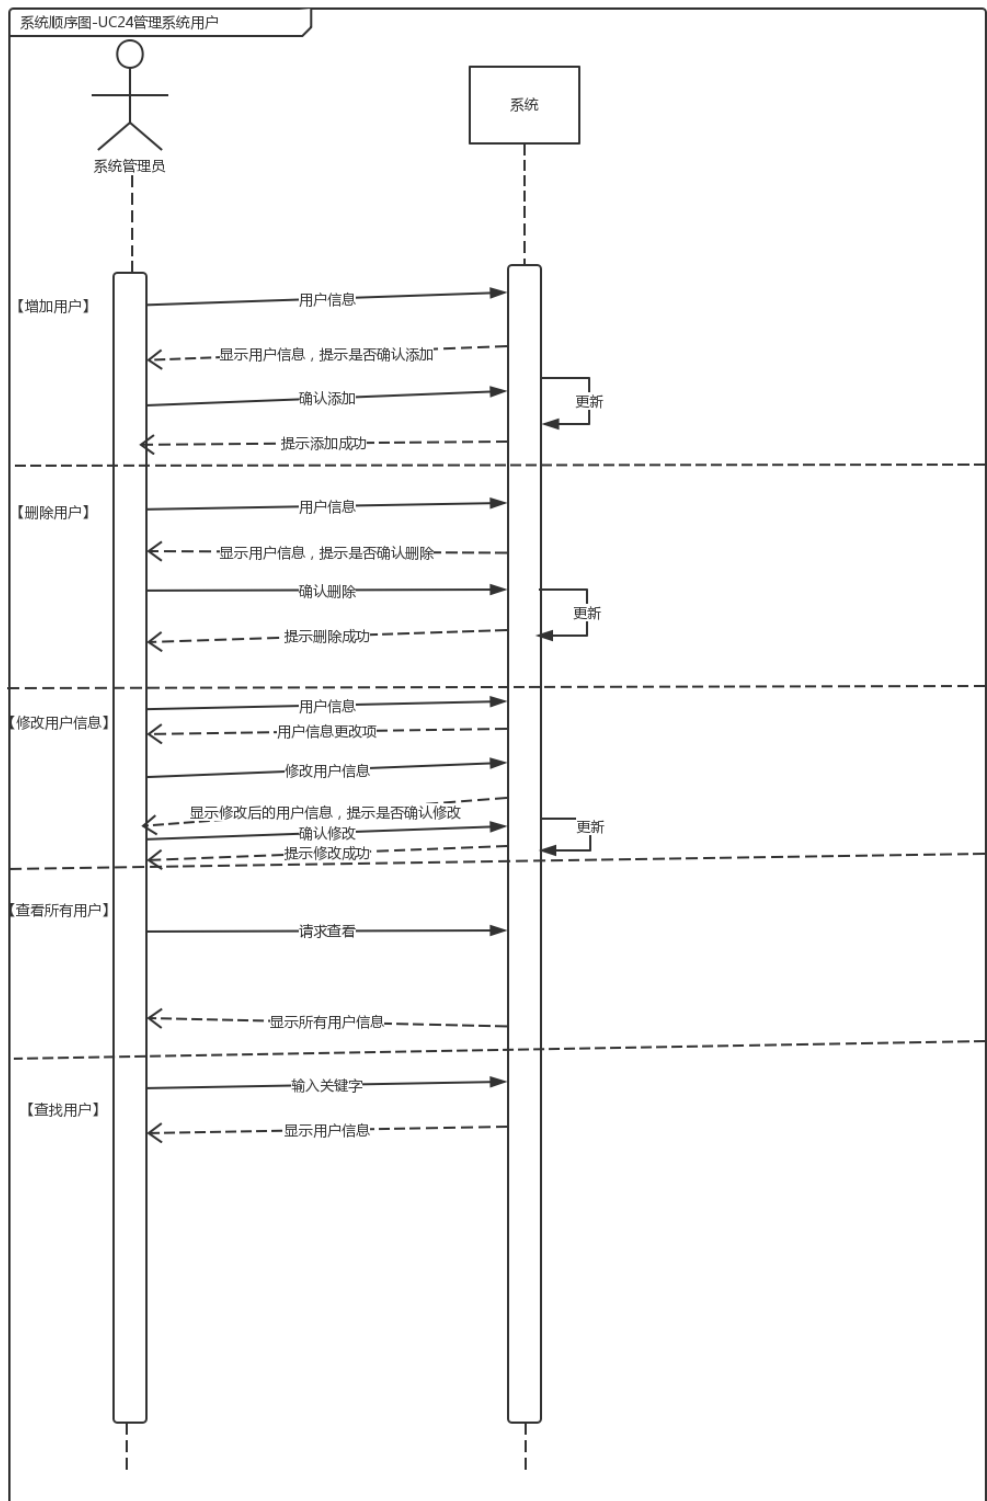 系统顺序图-UC24管理系统用户
系统
系统管理员
用户信息
【增加用户】
显示用户信息，提示是否确认添加
确认添加
更新
提示添加成功
用户信息
【删除用户】
显示用户信息，提示是否确认删除
确认删除
更新
提示删除成功
用户信息
【修改用户信息】
用户信息更改项
修改用户信息
显示修改后的用户信息，提示是否确认修改
更新
确认修改
提示修改成功
【查看所有用户】
请求查看
显示所有用户信息
输入关键字
【查找用户】
显示用户信息